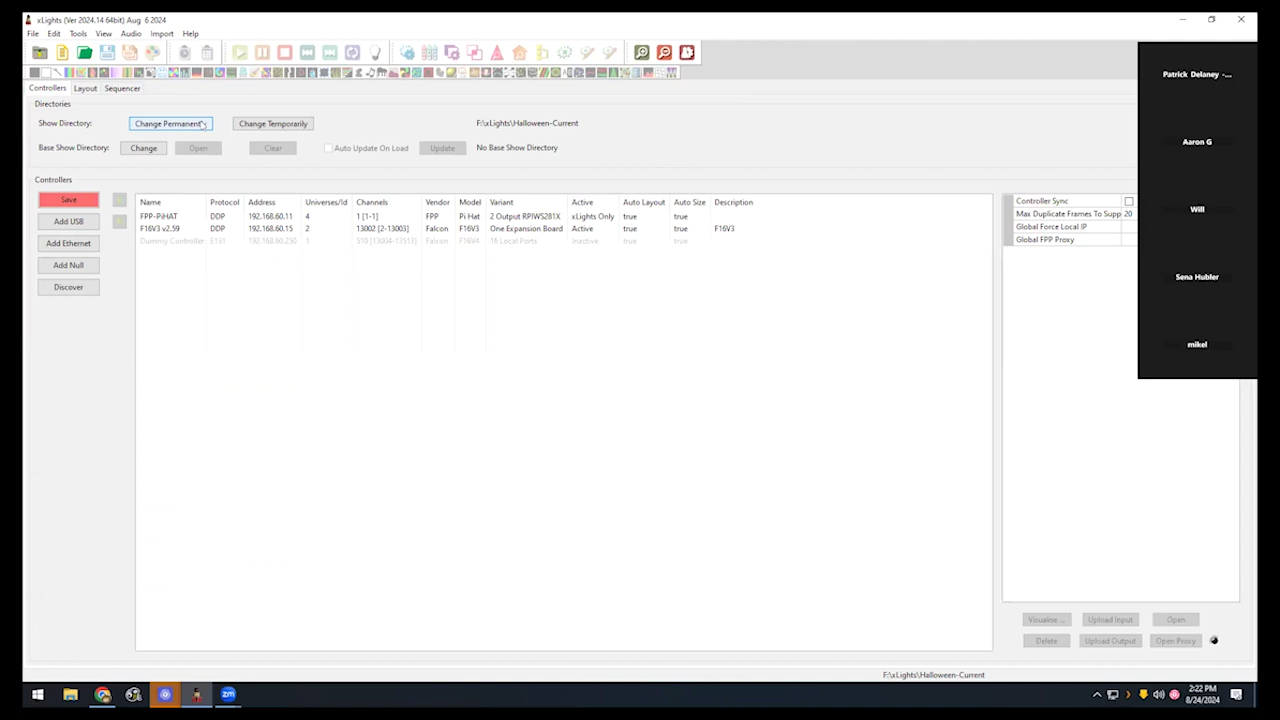 xLights (Ver 2024.14 64bit) Aug 6 2024
File Edit Tools View Audio Import Help
Controllers Layout Sequencer
Directories
Show Directory: Change Permanently Change Temporarily F:\xLights\Halloween-Current
Base Show Directory: Change Open Clear Auto Update On Load Update No Base Show Directory
Controllers
Save
Add USB
Add Ethernet
Add Null
Discover
Name Protocol Address Universes/Id Channels Vendor Model Variant Active Auto Layout Auto Size Description
FPP-PiHAT DDP 192.168.60.11 4 1 [1-1] FPP Pi Hat 2 Output RPIWS281X xLights Only true true
F16V3 v2.59 DDP 192.168.60.15 2 13002 [2-13003] Falcon F16V3 One Expansion Board Active true true F16V3
Dummy Controller E131 192.168.60.250 1 510 [13004-13513] Falcon F16V4 16 Local Ports Inactive true true
Controller Sync
Max Duplicate Frames To Supp 20
Global Force Local IP
Global FPP Proxy
Visualise ... Upload Input Open
Delete Upload Output Open Proxy
F:\xLights\Halloween-Current
Patrick Delaney -...
Aaron G
Will
Sena Hubler
mikel
zm
2:22 PM
8/24/2024